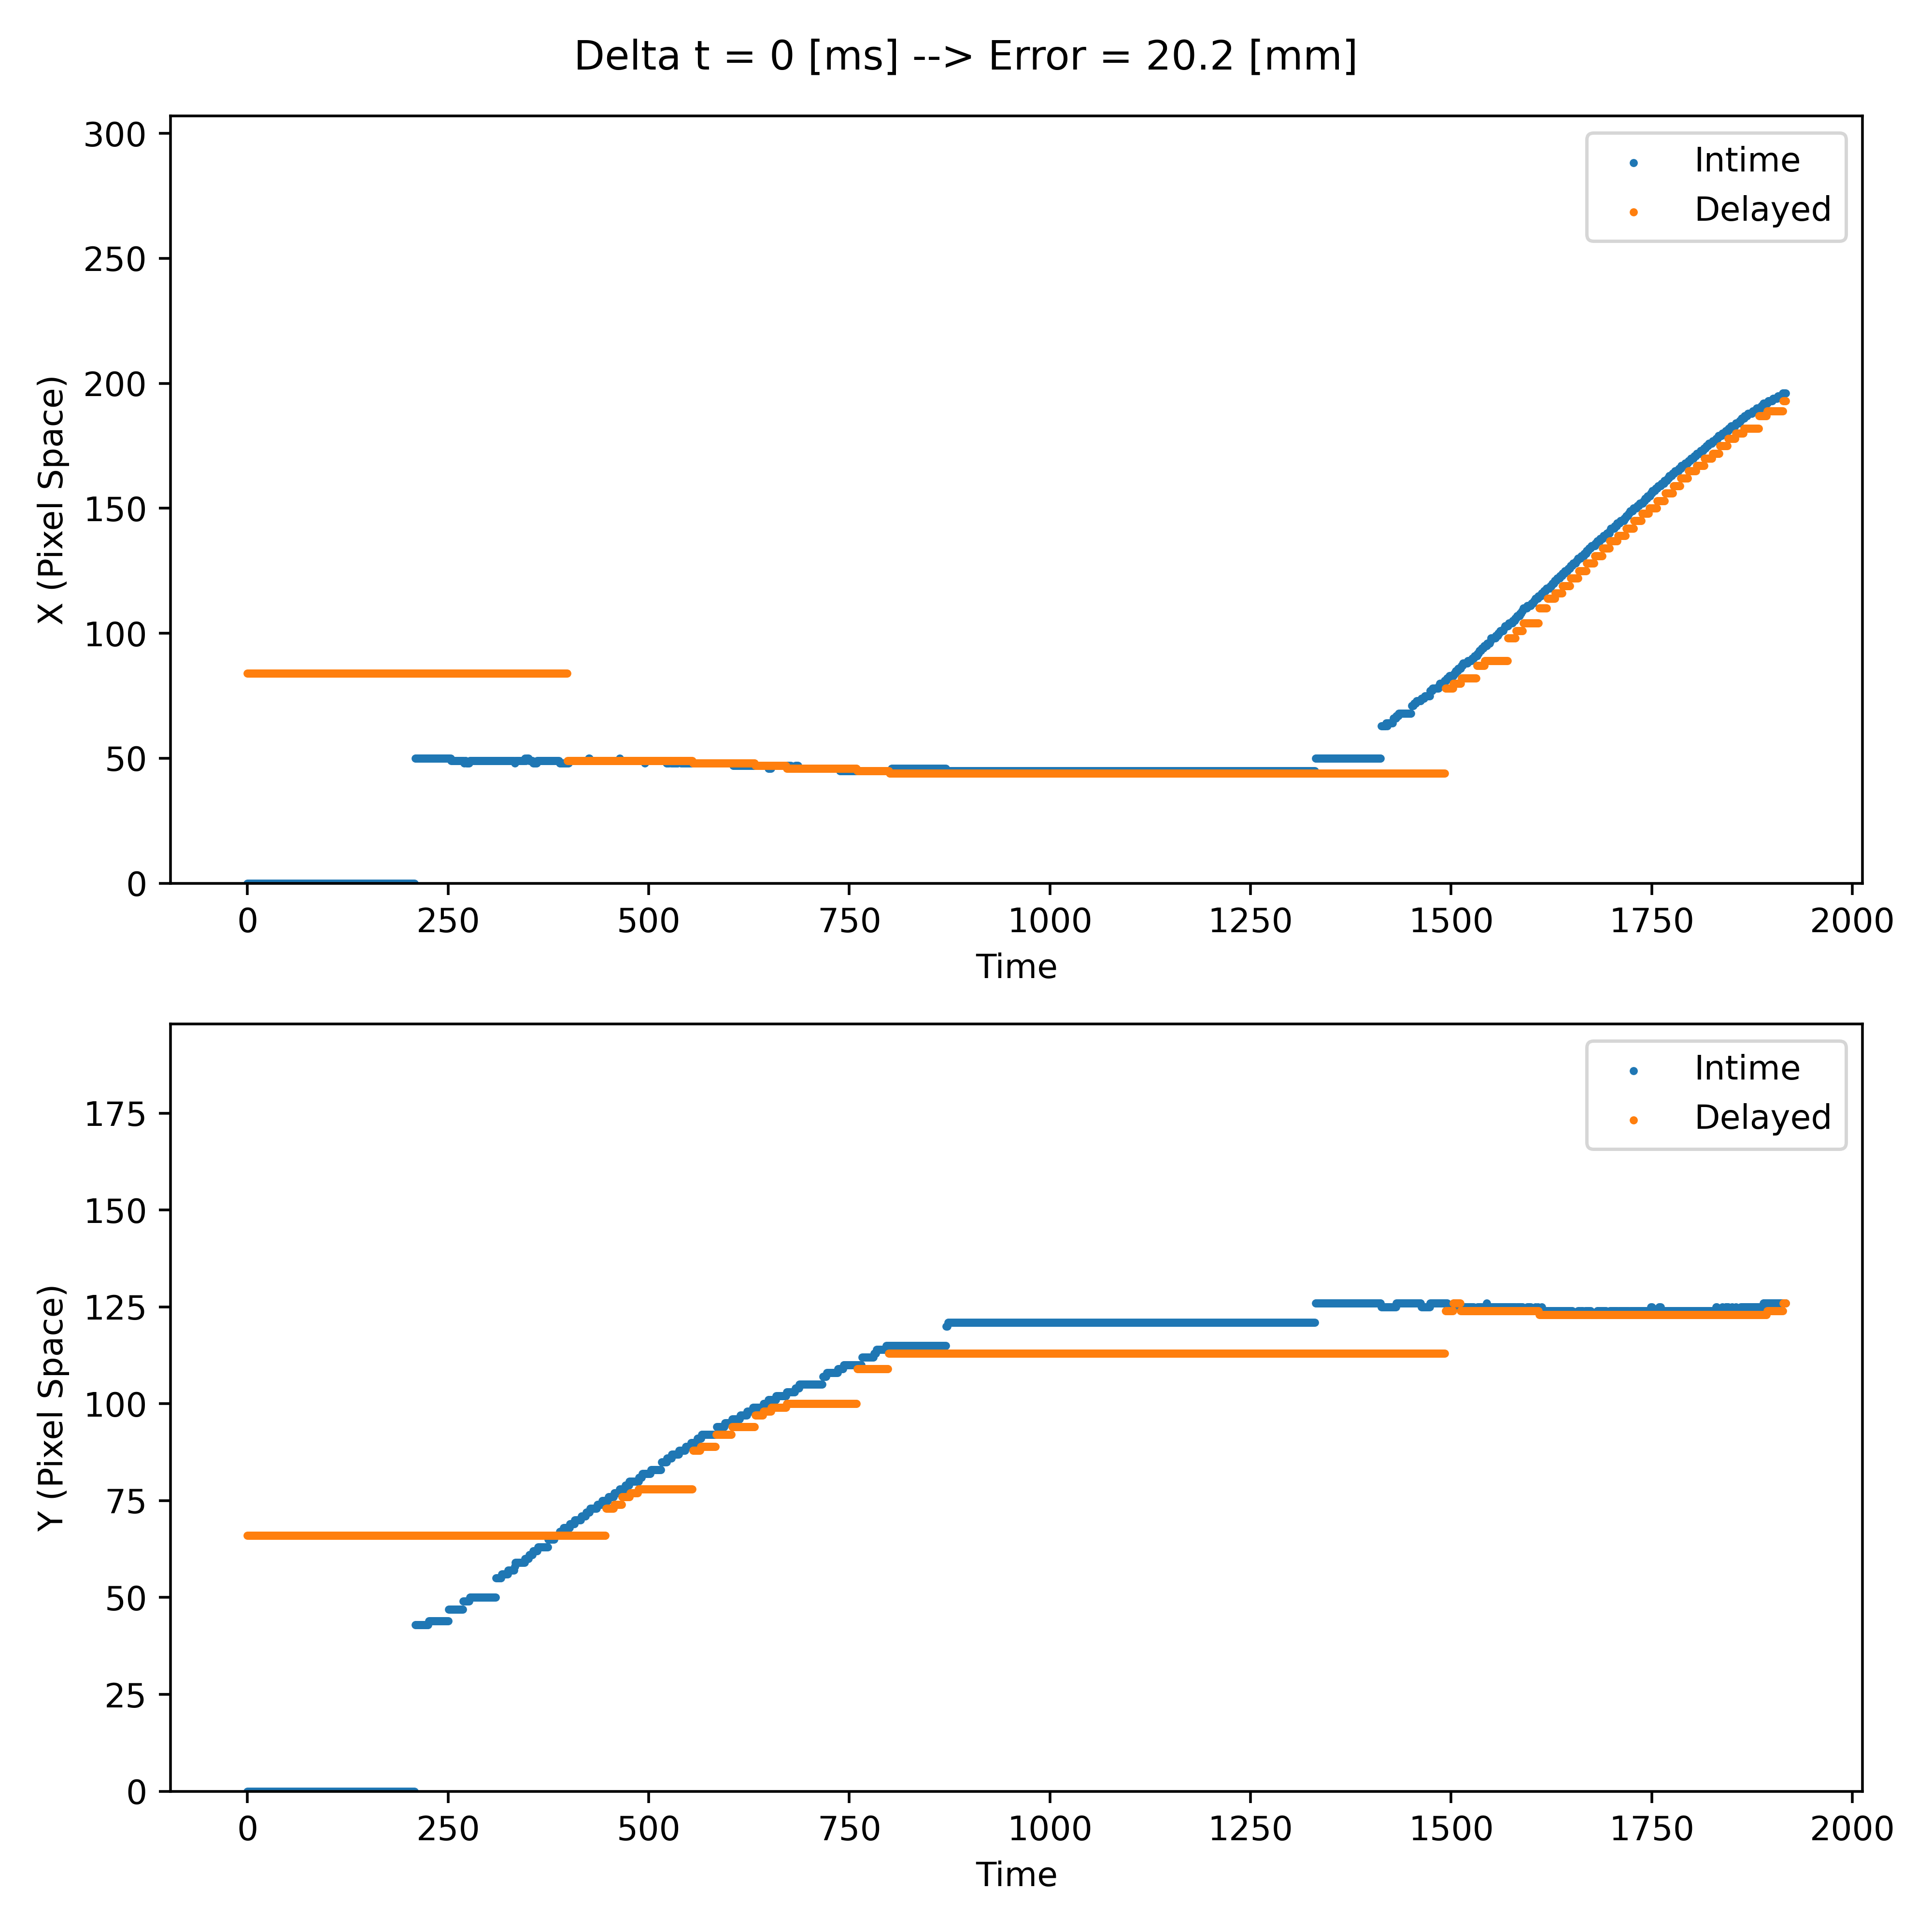 Delta t = 0 [ms] --> Error = 20.2 [mm]
300
250
200
150
100
50
0
X (Pixel Space)
Intime
Delayed
0 250 500 750 1000 1250 1500 1750 2000
Time
175
150
125
100
75
50
25
0
Y (Pixel Space)
Intime
Delayed
0 250 500 750 1000 1250 1500 1750 2000
Time